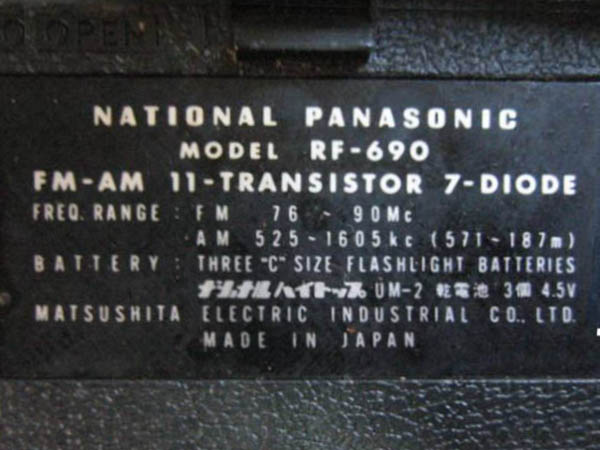 O OPEN
NATIONAL PANASONIC
MODEL RF-690
FM-AM 11-TRANSISTOR 7-DIODE
FREQ. RANGE : FM 76 ~ 90Mc
AM 525~1605kc (571-187m)
BATTERY : THREE "C" SIZE FLASHLIGHT BATTERIES
ナショナルハイトップ UM-2 乾電池 3個 4.5V
MATSUSHITA ELECTRIC INDUSTRIAL CO., LTD.
MADE IN JAPAN